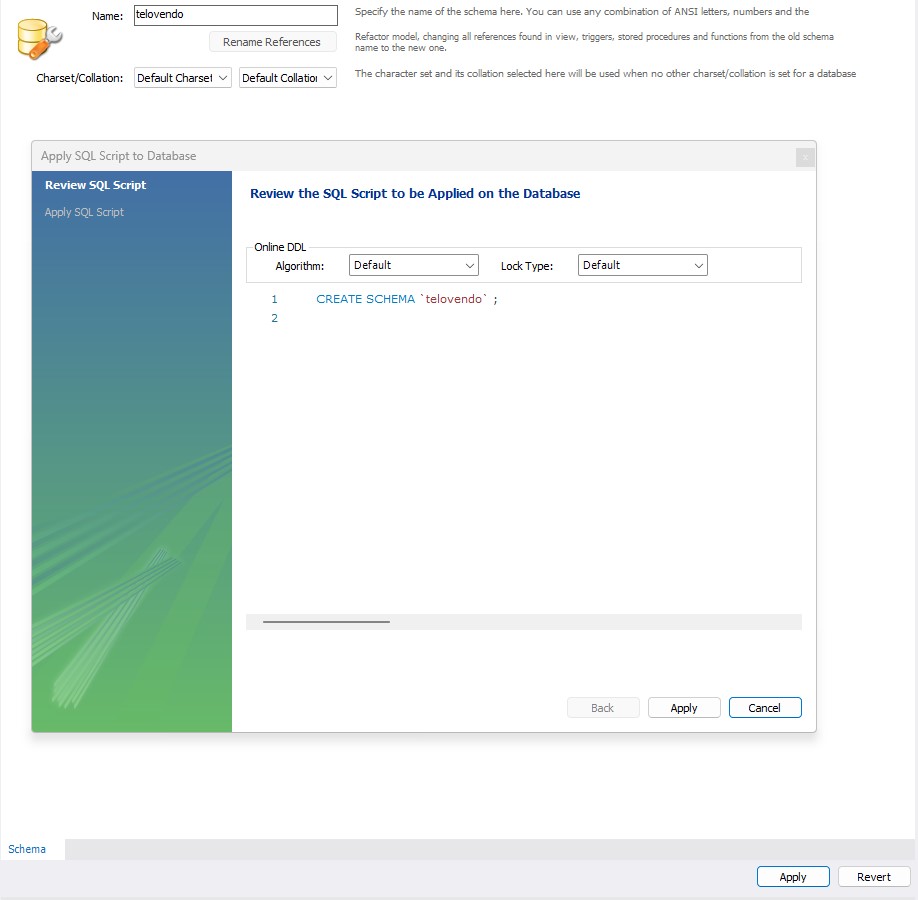 Name:
telovendo
Specify the name of the schema here. You can use any combination of ANSI letters, numbers and the
Rename References
Refactor model, changing all references found in view, triggers, stored procedures and functions from the old schema
name to the new one.
Charset/Collation:
Default Charset
Default Collation
The character set and its collation selected here will be used when no other charset/collation is set for a database
Apply SQL Script to Database
x
Review SQL Script
Apply SQL Script
Review the SQL Script to be Applied on the Database
Online DDL
Algorithm:
Default
Lock Type:
Default
1 CREATE SCHEMA `telovendo` ;
2
Back
Apply
Cancel
Schema
Apply
Revert